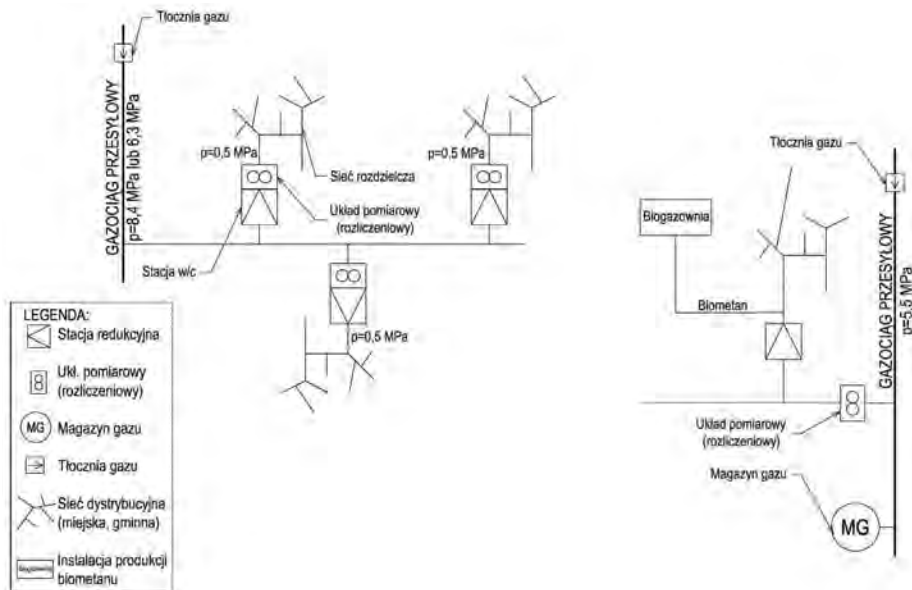 Tłocznia gazu
GAZOCIĄG PRZESYŁOWY
p=8,4 MPa lub 6,3 MPa
p=0,5 MPa
Sieć rozdzielcza
Układ pomiarowy
(rozliczeniowy)
Stacja w/c
p=0,5 MPa
p=0,5 MPa
Tłocznia gazu
Biogazownia
Biometan
GAZOCIĄG PRZESYŁOWY
p=5,5 MPa
Układ pomiarowy
(rozliczeniowy)
Magazyn gazu
MG
LEGENDA:
Stacja redukcyjna
Ukł. pomiarowy
(rozliczeniowy)
MG
Magazyn gazu
Tłocznia gazu
Sieć dystrybucyjna
(miejska, gminna)
Biogazownia
Instalacja produkcji
biometanu